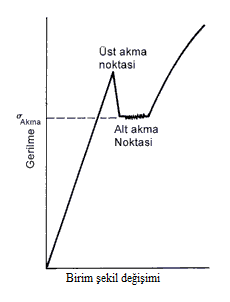 Üst akma
noktasi
σAkma
Alt akma
Noktasi
Gerilme
Birim şekil değişimi